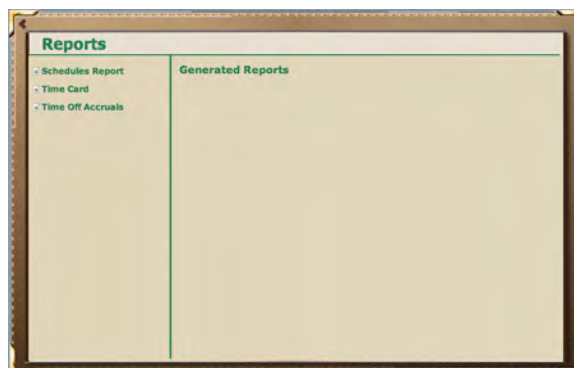 Reports
Schedules Report
Time Card
Time Off Accruals
Generated Reports